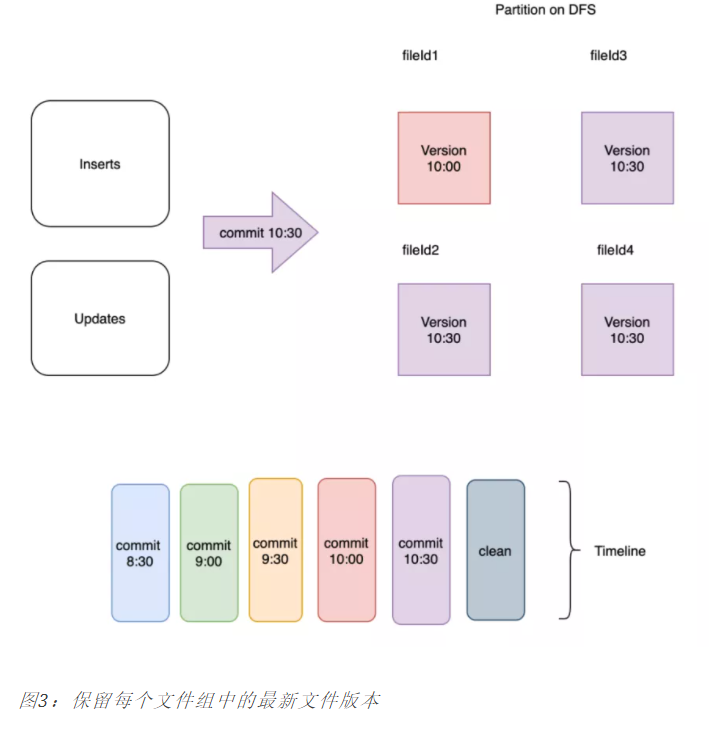 Partition on DFS
fileId1
fileId3
Inserts
Version
10:00
Version
10:30
commit 10:30
fileId2
fileId4
Updates
Version
10:30
Version
10:30
commit
8:30
commit
9:00
commit
9:30
commit
10:00
commit
10:30
clean
Timeline
图3：保留每个文件组中的最新文件版本